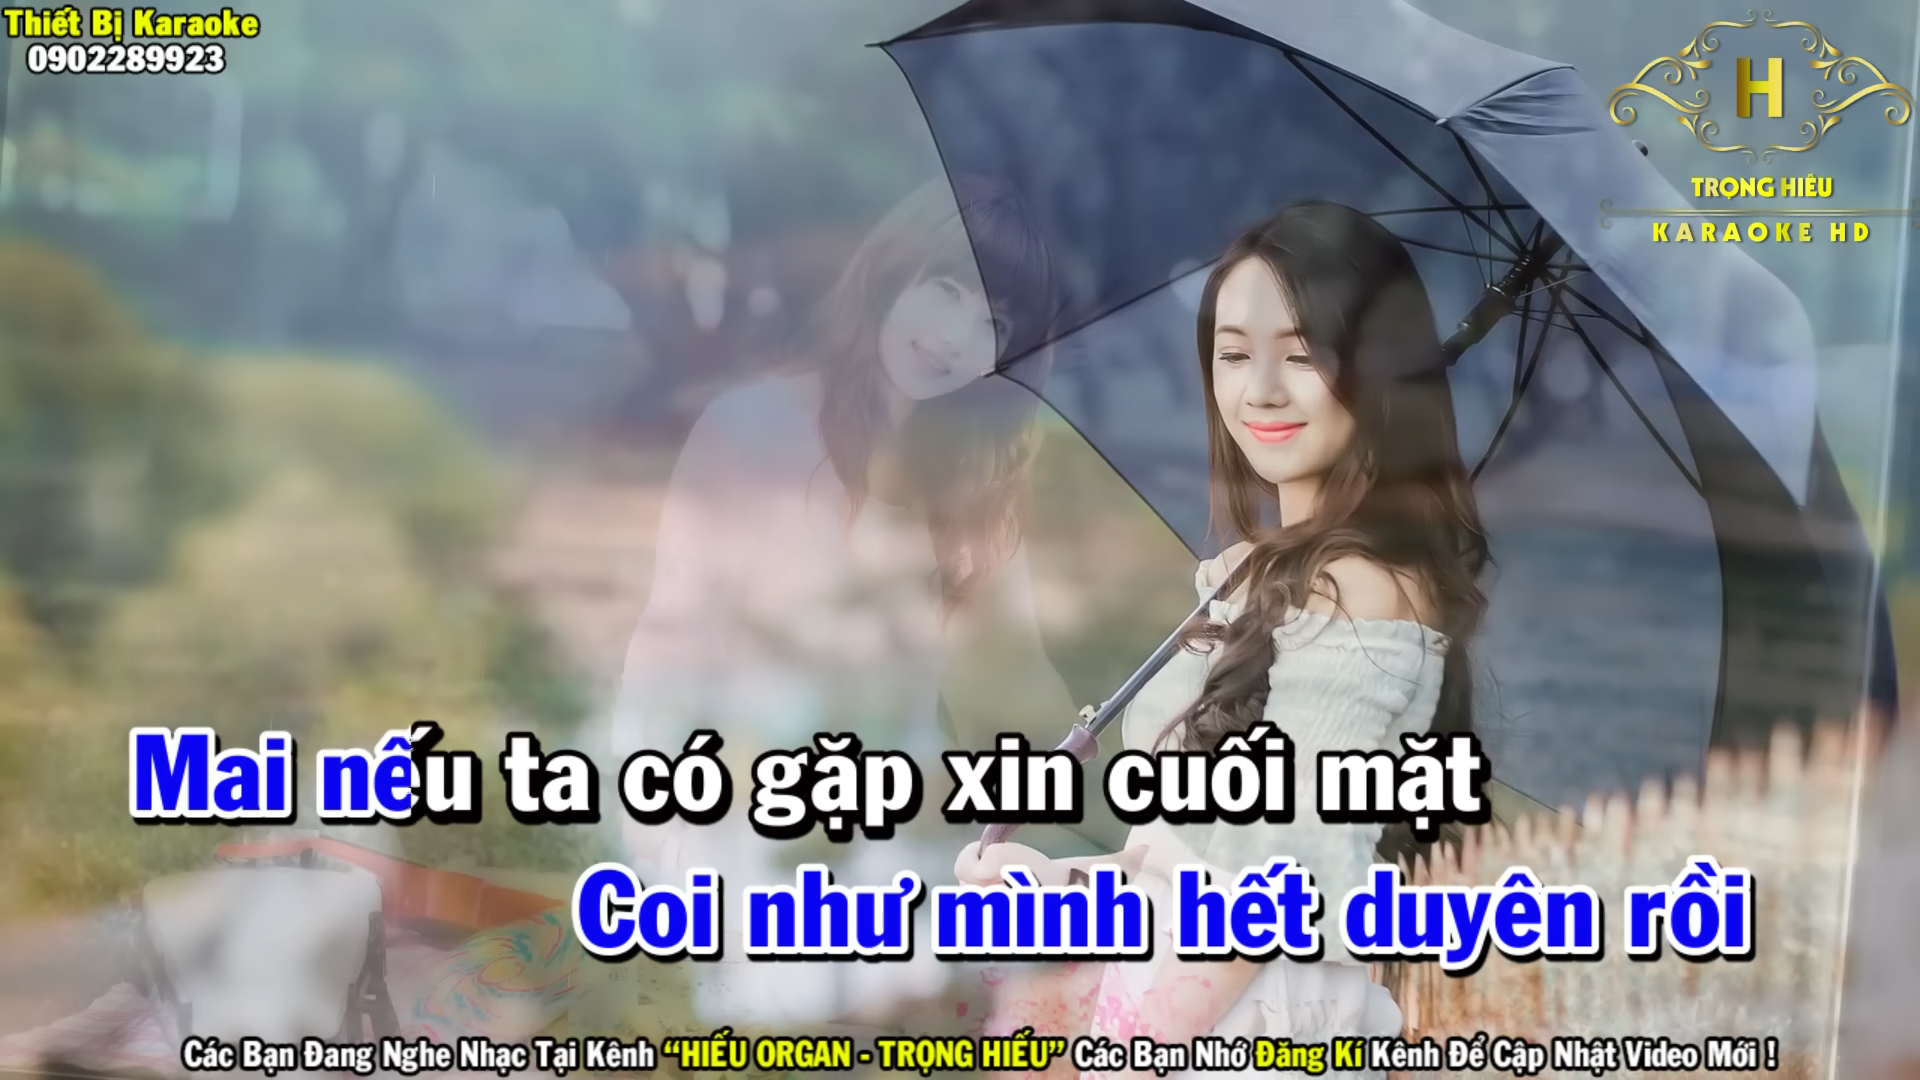 Thiết Bị Karaoke
0902289923
H
TRỌNG HIẾU
KARAOKE HD
Mai nếu ta có gặp xin cuối mặt
Coi như mình hết duyên rồi
Các Bạn Đang Nghe Nhạc Tại Kênh “HIẾU ORGAN - TRỌNG HIẾU” Các Bạn Nhớ Đăng Kí Kênh Để Cập Nhật Video Mới !